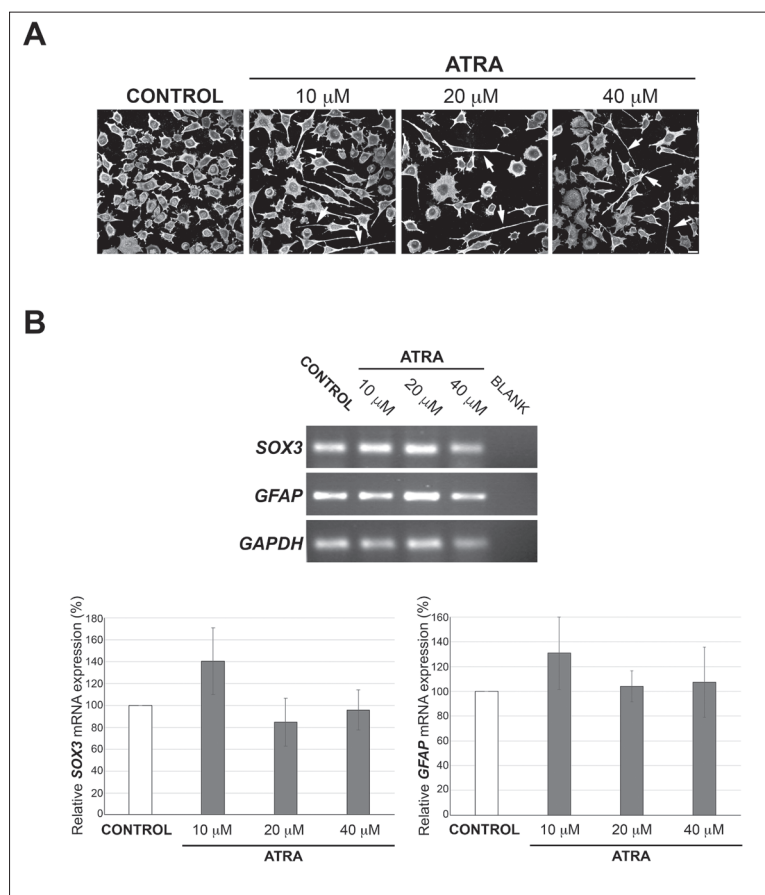 A
ATRA
CONTROL 10 µM 20 µM 40 µM
B
ATRA
CONTROL 10 µM 20 µM 40 µM BLANK
SOX3
GFAP
GAPDH
Relative SOX3 mRNA expression (%)
180
160
140
120
100
80
60
40
20
0
CONTROL 10 µM 20 µM 40 µM
ATRA
Relative GFAP mRNA expression (%)
160
140
120
100
80
60
40
20
0
CONTROL 10 µM 20 µM 40 µM
ATRA